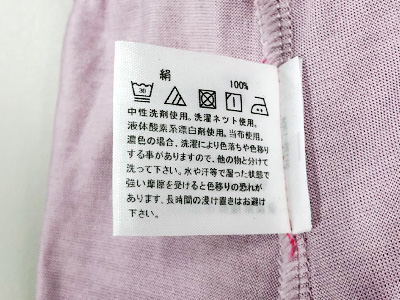 絹 100%
30
中性洗剤使用。洗濯ネット使用。
液体酸素系漂白剤使用。当布使用。
濃色の場合、洗濯により色落ちや色移り
する事がありますので、他の物と分けて
洗って下さい。水や汗等で湿った状態で
強い摩擦を受けると色移りの恐れが
あります、長時間の浸け置きはお避け
下さい。